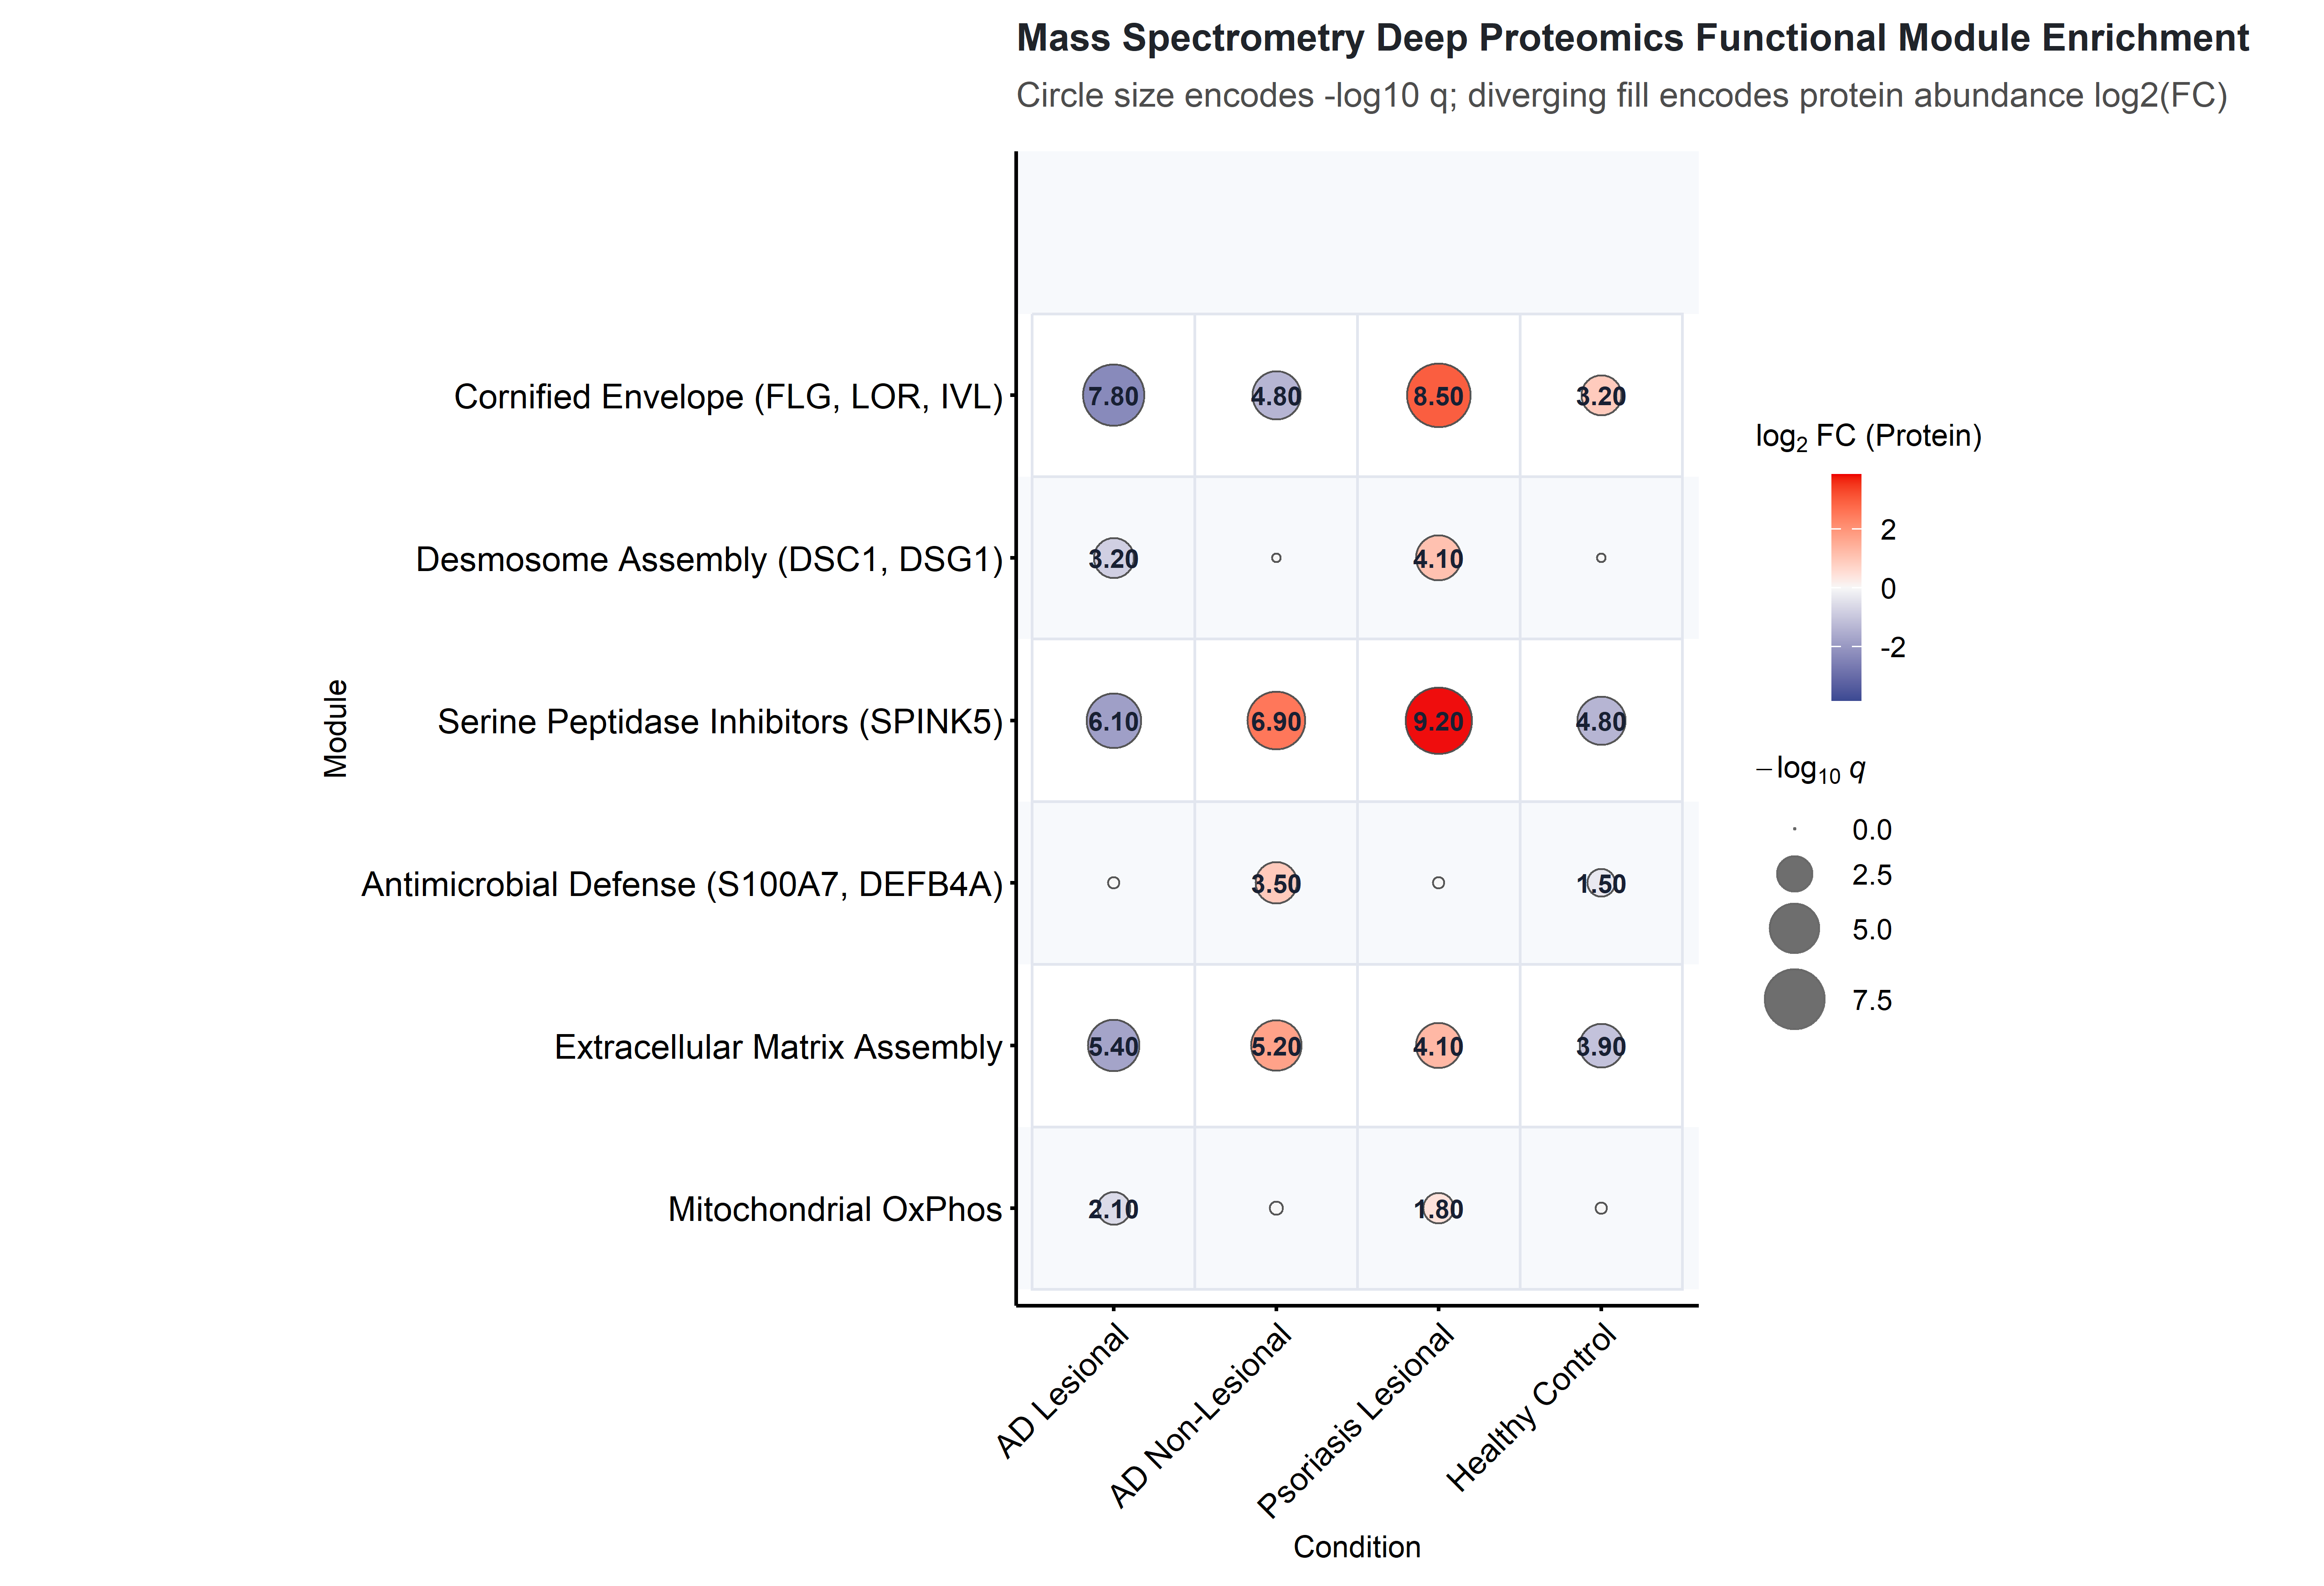 Mass Spectrometry Deep Proteomics Functional Module Enrichment
Circle size encodes -log10 q; diverging fill encodes protein abundance log2(FC)
Module
Cornified Envelope (FLG, LOR, IVL)
7.80
4.80
8.50
3.20
Desmosome Assembly (DSC1, DSG1)
3.20
4.10
Serine Peptidase Inhibitors (SPINK5)
6.10
6.90
9.20
4.80
Antimicrobial Defense (S100A7, DEFB4A)
3.50
1.50
Extracellular Matrix Assembly
5.40
5.20
4.10
3.90
Mitochondrial OxPhos
2.10
1.80
AD Lesional
AD Non-Lesional
Psoriasis Lesional
Healthy Control
Condition
log₂ FC (Protein)
2
0
-2
−log₁₀ q
0.0
2.5
5.0
7.5